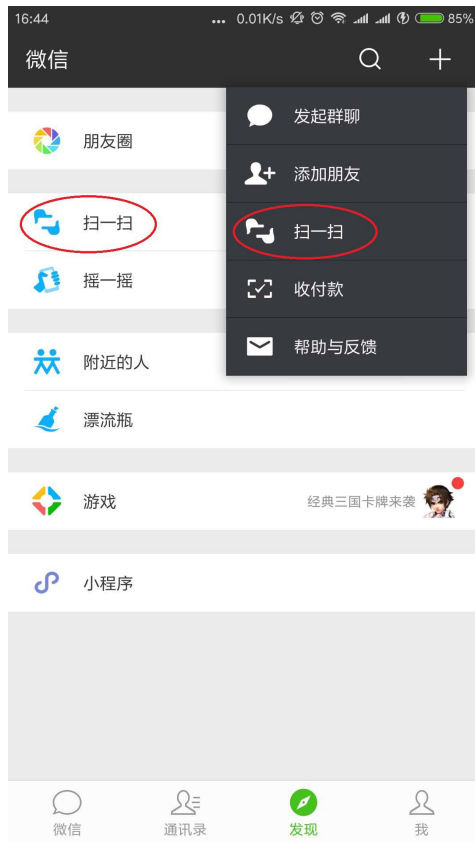 16:44 ... 0.01K/s 85%
微信
发起群聊
朋友圈
添加朋友
扫一扫
扫一扫
摇一摇
收付款
帮助与反馈
附近的人
漂流瓶
游戏 经典三国卡牌来袭
小程序
微信 通讯录 发现 我